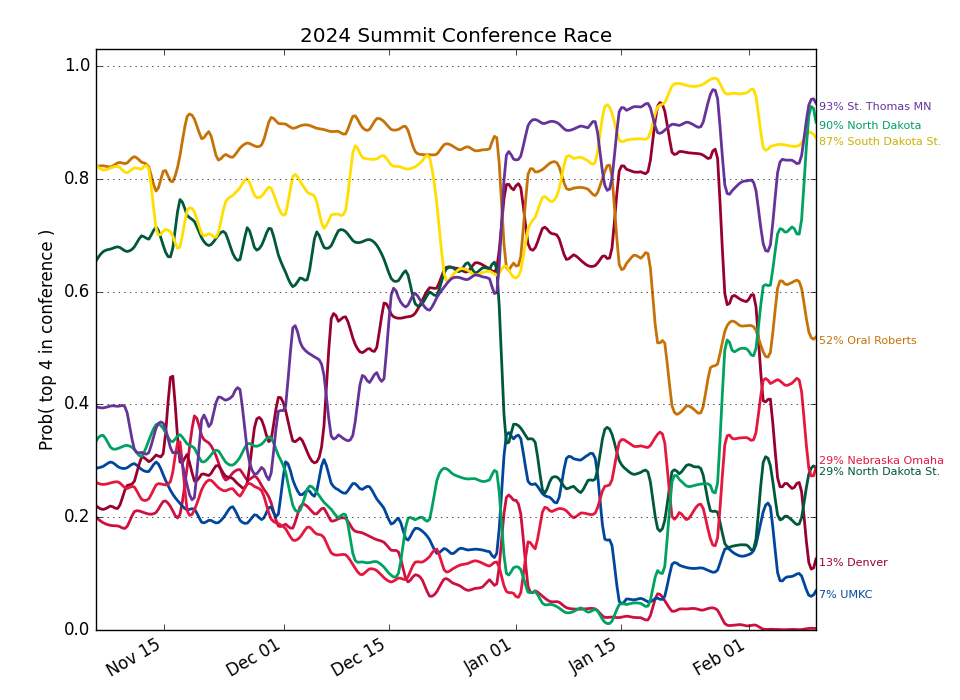 2024 Summit Conference Race
Prob( top 4 in conference )
1.0
0.8
0.6
0.4
0.2
0.0
Nov 15
Dec 01
Dec 15
Jan 01
Jan 15
Feb 01
93% St. Thomas MN
90% North Dakota
87% South Dakota St.
52% Oral Roberts
29% Nebraska Omaha
29% North Dakota St.
13% Denver
7% UMKC